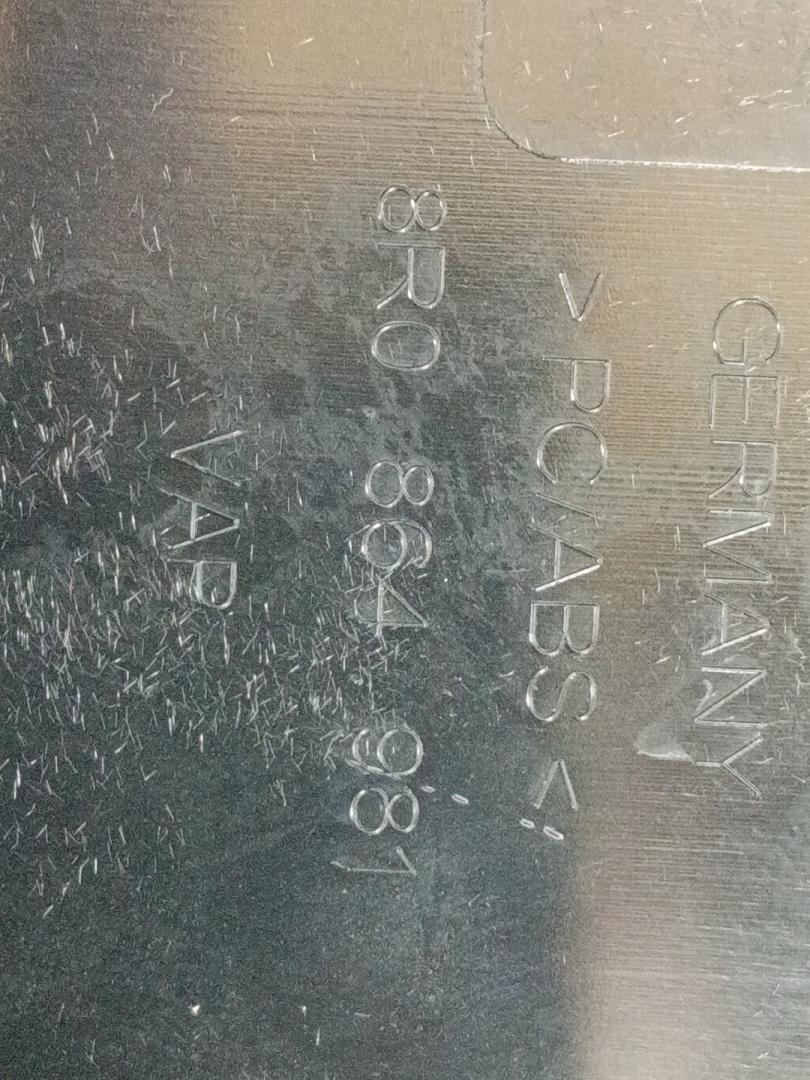 GERMANY
> PC/ABS <
8R0 864 981
VAP